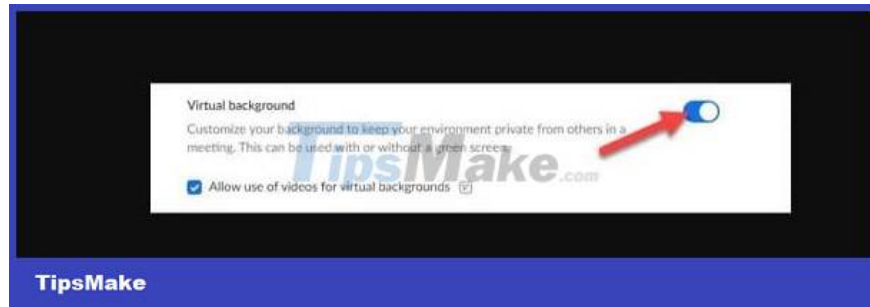 Virtual background
Customize your background to keep your environment private from others in a
meeting. This can be used with or without a green screen.
TipsMake.com
Allow use of videos for virtual backgrounds
TipsMake